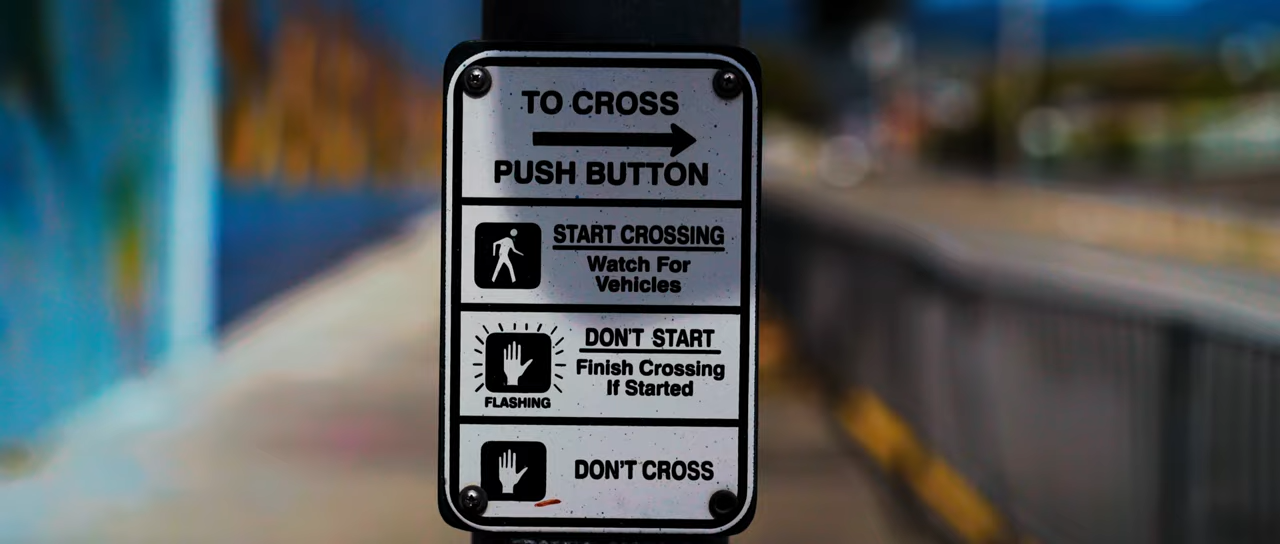 TO CROSS
PUSH BUTTON
START CROSSING
Watch For
Vehicles
DON'T START
Finish Crossing
If Started
FLASHING
DON'T CROSS